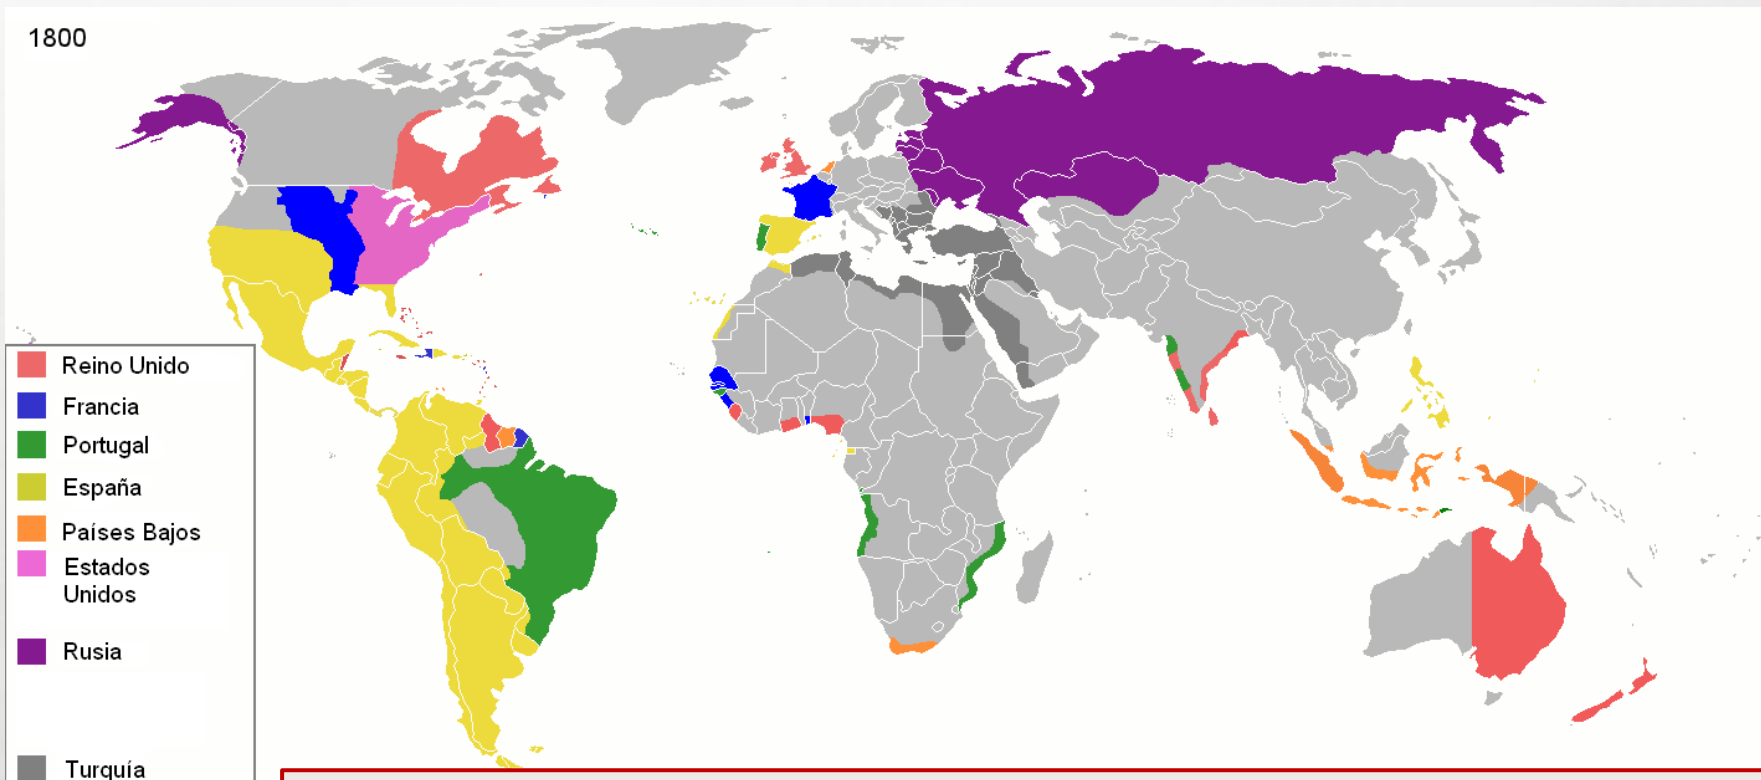 1800
Reino Unido
Francia
Portugal
España
Países Bajos
Estados
Unidos
Rusia
Turquía